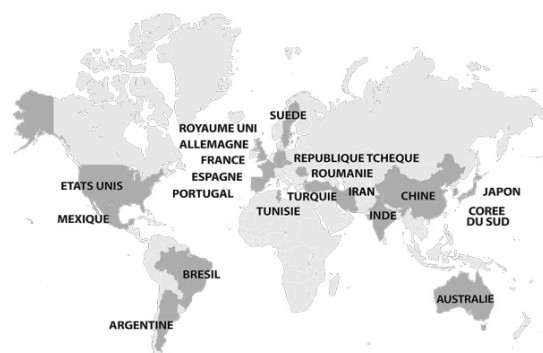 SUEDE
ROYAUME UNI
ALLEMAGNE
FRANCE
ESPAGNE
PORTUGAL
REPUBLIQUE TCHEQUE
ROUMANIE
TURQUIE
IRAN
CHINE
JAPON
COREE
DU SUD
INDE
TUNISIE
ETATS UNIS
MEXIQUE
BRESIL
ARGENTINE
AUSTRALIE